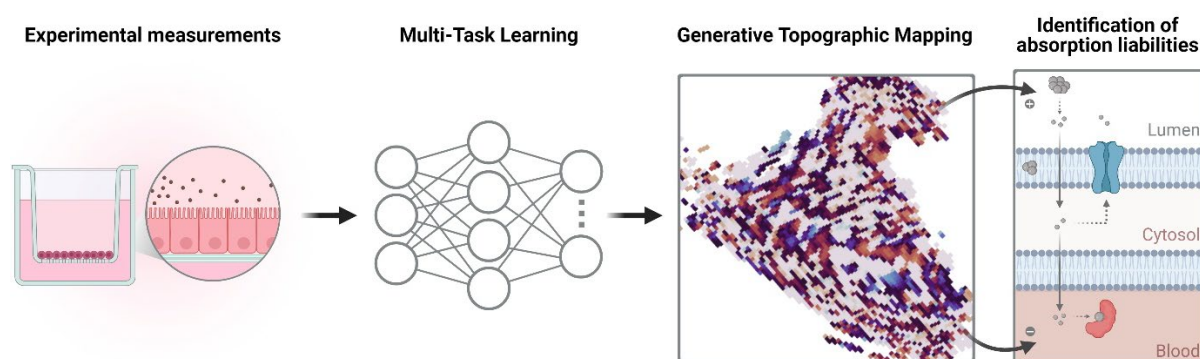 Experimental measurements
Multi-Task Learning
Generative Topographic Mapping
Identification of
absorption liabilities
+
Lumen
Cytosol
−
Blood